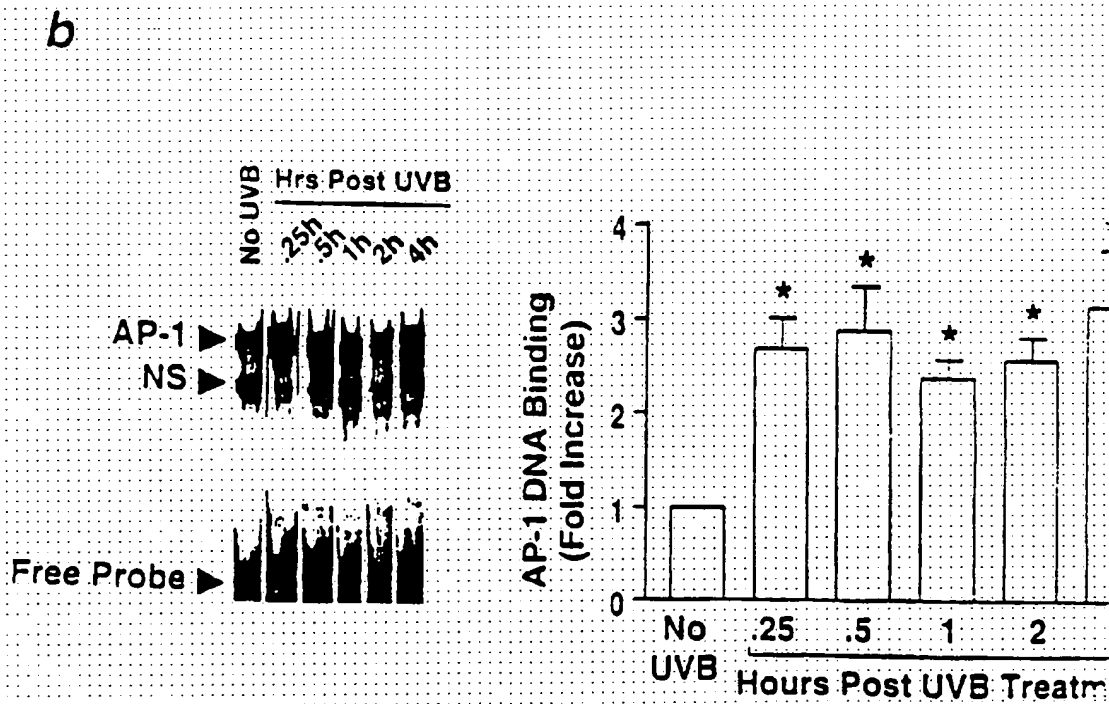 b
No UVB
Hrs Post UVB
.25h
.5h
1h
2h
4h
AP-1
NS
Free Probe
AP-1 DNA Binding
(Fold Increase)
4
3
2
1
0
* * * *
No UVB
.25 .5 1 2
Hours Post UVB Treatm